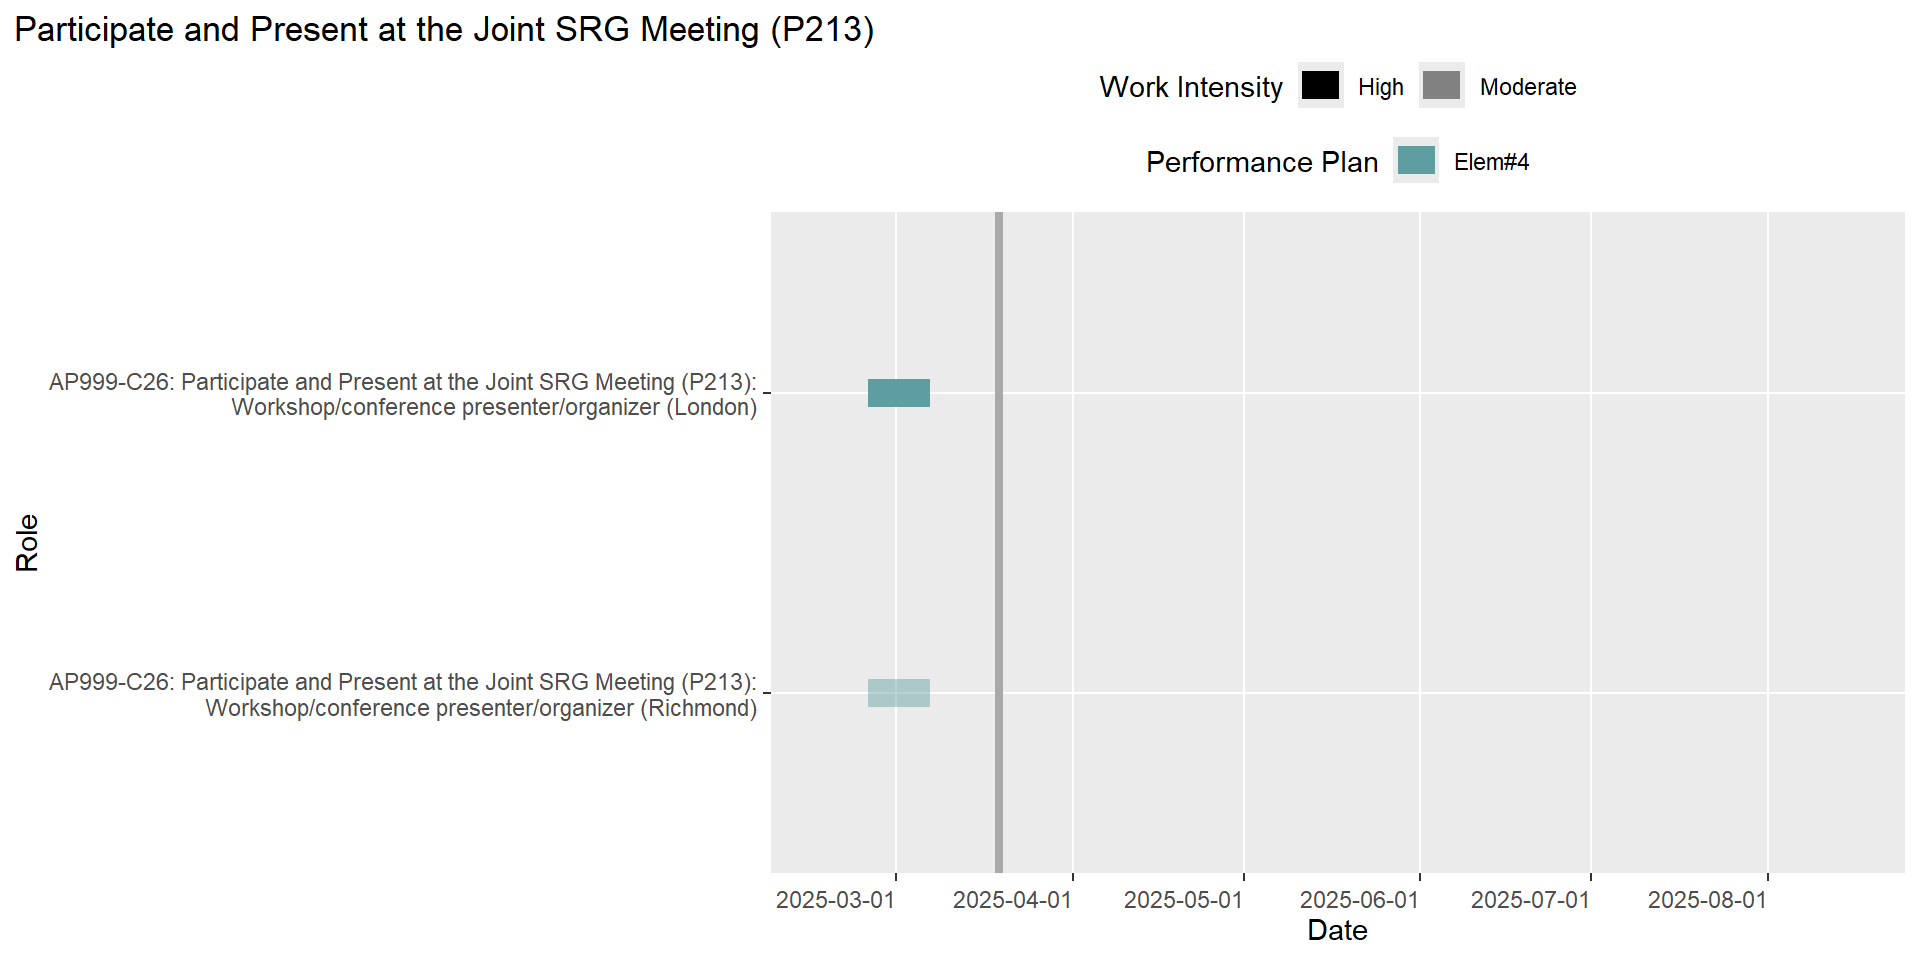 Participate and Present at the Joint SRG Meeting (P213)
Work Intensity High Moderate
Performance Plan Elem#4
AP999-C26: Participate and Present at the Joint SRG Meeting (P213):
Workshop/conference presenter/organizer (London)
Role
AP999-C26: Participate and Present at the Joint SRG Meeting (P213):
Workshop/conference presenter/organizer (Richmond)
2025-03-01 2025-04-01 2025-05-01 2025-06-01 2025-07-01 2025-08-01
Date